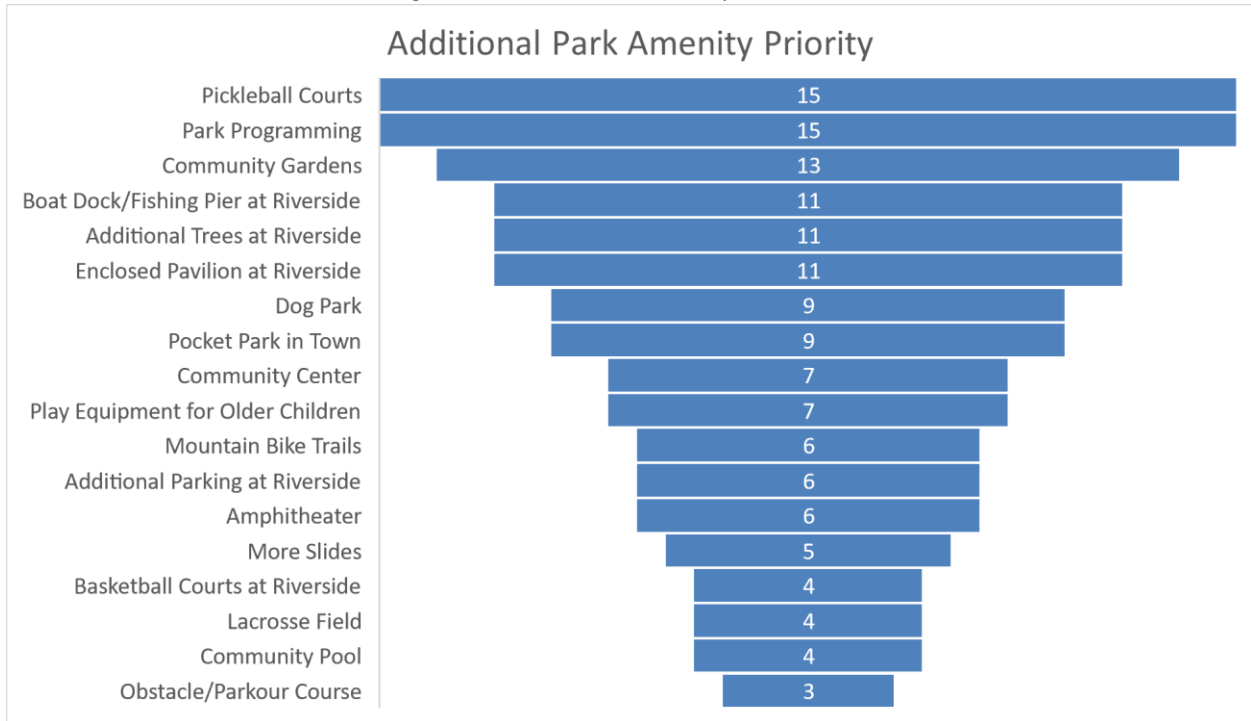 Additional Park Amenity Priority
Pickleball Courts 15
Park Programming 15
Community Gardens 13
Boat Dock/Fishing Pier at Riverside 11
Additional Trees at Riverside 11
Enclosed Pavilion at Riverside 11
Dog Park 9
Pocket Park in Town 9
Community Center 7
Play Equipment for Older Children 7
Mountain Bike Trails 6
Additional Parking at Riverside 6
Amphitheater 6
More Slides 5
Basketball Courts at Riverside 4
Lacrosse Field 4
Community Pool 4
Obstacle/Parkour Course 3